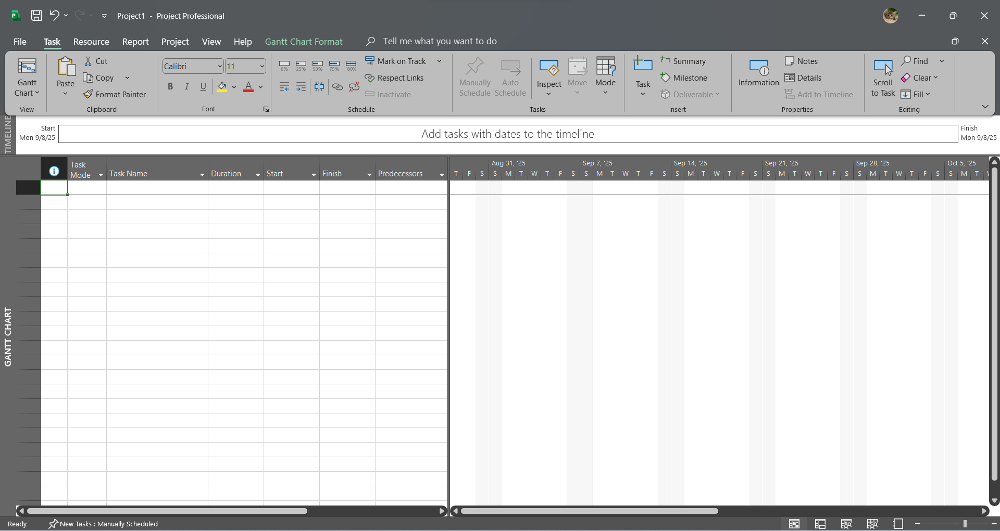 Project1 - Project Professional
File Task Resource Report Project View Help Gantt Chart Format Tell me what you want to do
Gantt
Chart
View
Paste
Cut
Copy
Format Painter
Clipboard
Calibri 11
B I U A
Font
0% 25% 50% 75% 100%
Mark on Track
Respect Links
Inactivate
Schedule
Manually
Schedule
Auto
Schedule
Inspect
Move
Mode
Tasks
Task
Summary
Milestone
Deliverable
Insert
Information
Notes
Details
Add to Timeline
Properties
Scroll
to Task
Find
Clear
Fill
Editing
TIMELINE
Start
Mon 9/8/25
Add tasks with dates to the timeline
Finish
Mon 9/8/25
Task
Mode
Task Name
Duration
Start
Finish
Predecessors
Aug 31, '25 Sep 7, '25 Sep 14, '25 Sep 21, '25 Sep 28, '25 Oct 5, '25
T F S S M T W T F S S M T W T F S S M T W T F S S M T W T F S S M T W T F S S M T
GANTT CHART
Ready
New Tasks : Manually Scheduled